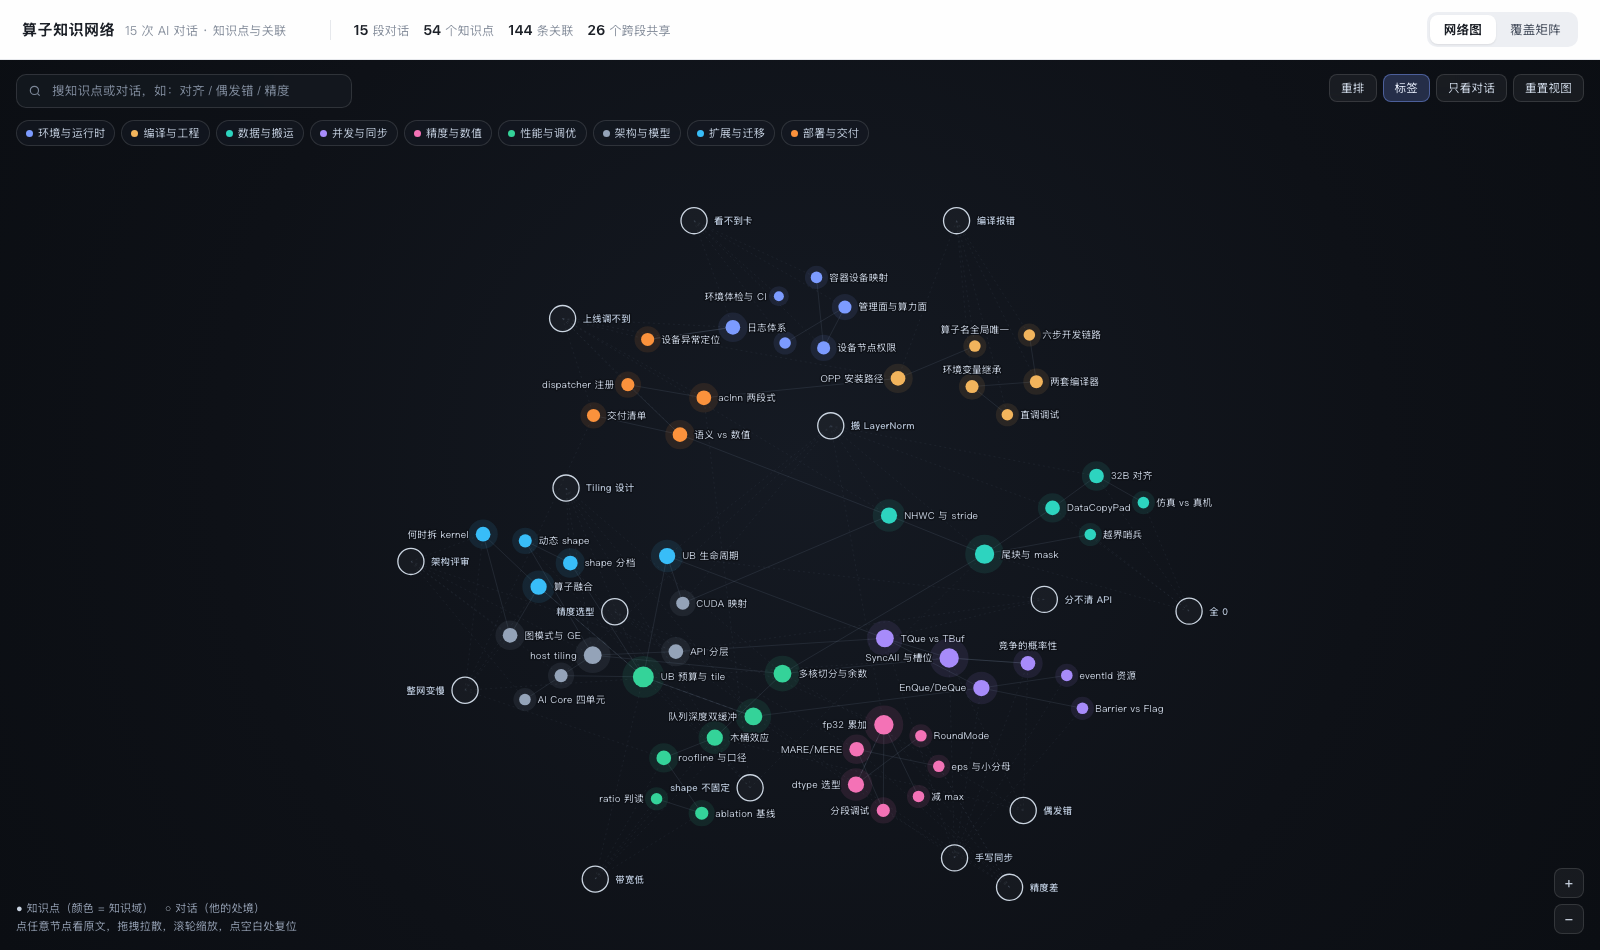 算子知识网络 15 次 AI 对话 · 知识点与关联 15 段对话 54 个知识点 144 条关联 26 个跨段共享 网络图 覆盖矩阵
搜知识点或对话，如：对齐 / 偶发错 / 精度 重排 标签 只看对话 重置视图
环境与运行时 编译与工程 数据与搬运 并发与同步 精度与数值 性能与调优 架构与模型 扩展与迁移 部署与交付
看不到卡
编译报错
容器设备映射
环境体检与 CI
管理面与算力面
上线调不到
日志体系
算子名全局唯一
六步开发链路
设备异常定位
设备节点权限
环境变量继承
OPP 安装路径
两套编译器
dispatcher 注册
aclnn 两段式
交付清单
直调调试
搬 LayerNorm
语义 vs 数值
32B 对齐
Tiling 设计
仿真 vs 真机
DataCopyPad
NHWC 与 stride
何时拆 kernel
越界哨兵
动态 shape
尾块与 mask
UB 生命周期
架构评审
shape 分档
算子融合
分不清 API
CUDA 映射
精度选型
全 0
图模式与 GE
TQue vs TBuf
竞争的概率性
API 分层
host tiling
SyncAll 与槽位
多核切分与余数
eventId 资源
UB 预算与 tile
EnQue/DeQue
整网变慢
AI Core 四单元
Barrier vs Flag
队列深度双缓冲
fp32 累加
木桶效应
RoundMode
MARE/MERE
roofline 与口径
eps 与小分母
dtype 选型
shape 不固定
减 max
ratio 判读
分段调试
偶发错
ablation 基线
手写同步
带宽低
精度差
+
● 知识点（颜色 = 知识域） ○ 对话（他的处境）
点任意节点看原文，拖拽拉散，滚轮缩放，点空白处复位
−